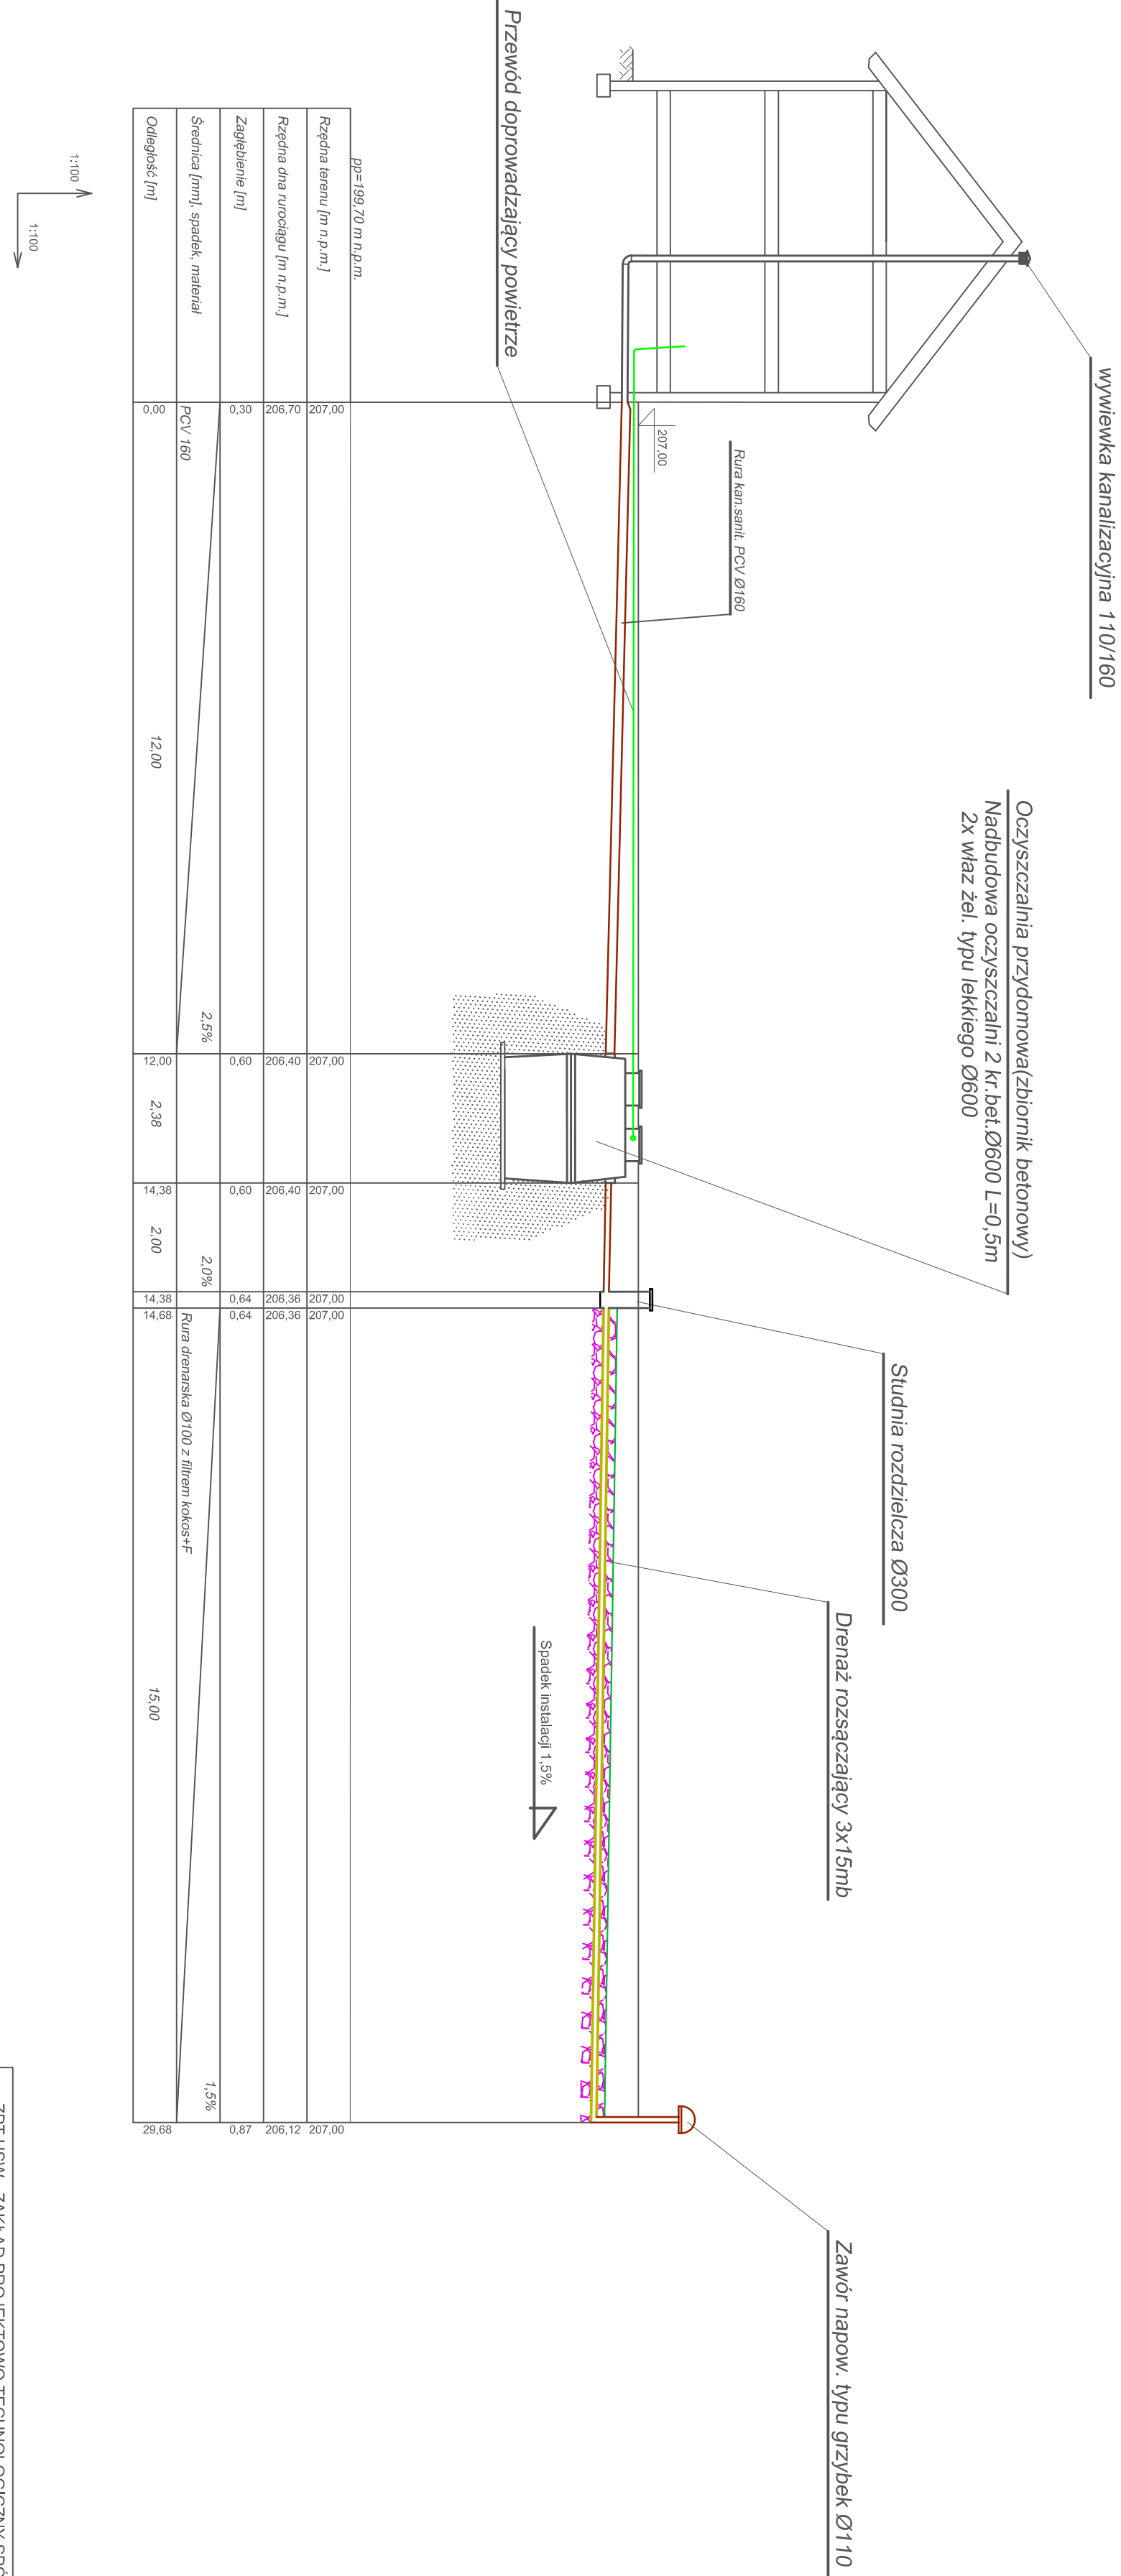 wywiewka kanalizacyjna 110/160
Oczyszczalnia przydomowa(zbiornik betonowy)
Nadbudowa oczyszczalni 2 kr.bet.Ø600 L=0,5m
2x właz żel. typu lekkiego Ø600
Studnia rozdzielcza Ø300
Drenaż rozsączający 3x15mb
Zawór napow. typu grzybek Ø110
Rura kan.sanit. PCV Ø160
207,00
Przewód doprowadzający powietrze
Spadek instalacji 1,5%
pp=199,70 m n.p.m.
Rzędna terenu [m n.p.m.] 207,00 207,00 207,00 207,00 207,00 207,00
Rzędna dna rurociągu [m n.p.m.] 206,70 206,40 206,40 206,36 206,36 206,12
Zagłębienie [m] 0,30 0,60 0,60 0,64 0,64 0,87
Średnica [mm], spadek, materiał PCV 160 2,5% 2,0% Rura drenarska Ø100 z filtrem kokos+F 1,5%
Odległość [m] 0,00 12,00 12,00 2,38 14,38 2,00 14,38 14,68 15,00 29,68
1:100
1:100